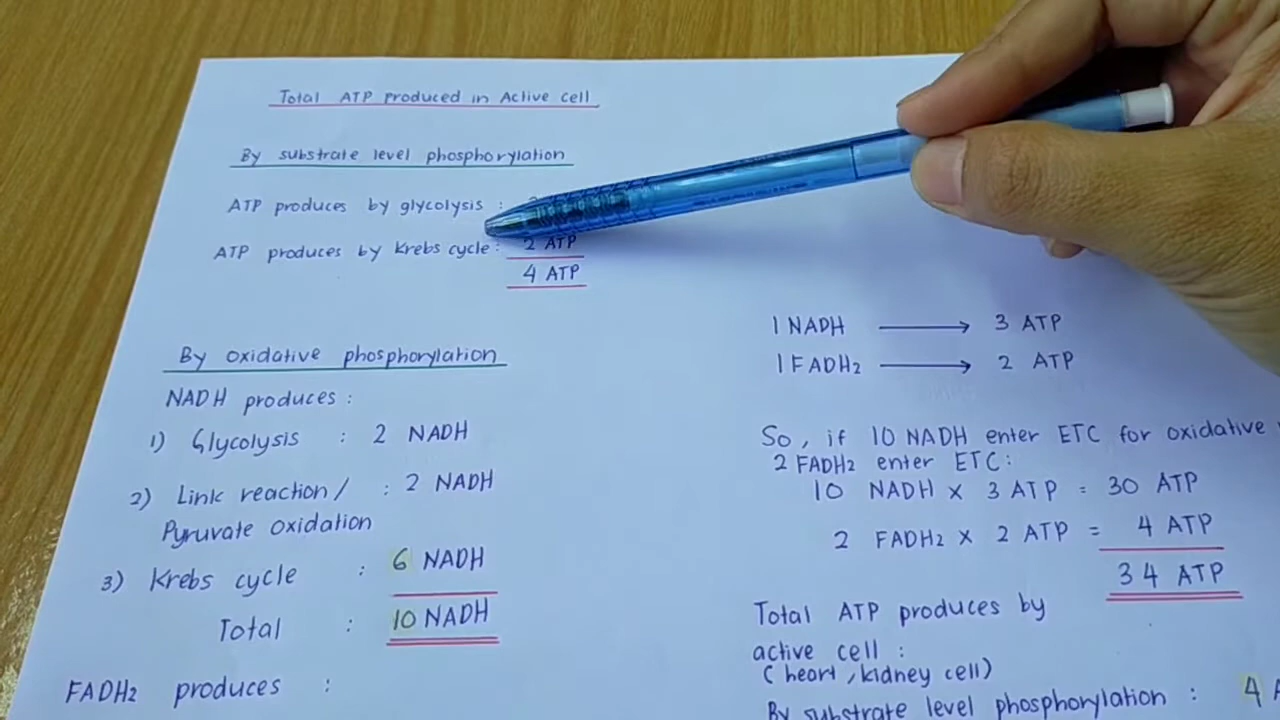 Total ATP produced in Active cell
By substrate level phosphorylation
ATP produces by glycolysis :
ATP produces by Krebs cycle : 2 ATP
4 ATP
By oxidative phosphorylation
NADH produces :
1) Glycolysis : 2 NADH
2) Link reaction / : 2 NADH
Pyruvate oxidation
3) Krebs cycle : 6 NADH
Total : 10 NADH
FADH2 produces :
1 NADH → 3 ATP
1 FADH2 → 2 ATP
So, if 10 NADH enter ETC for oxidative
2 FADH2 enter ETC :
10 NADH x 3 ATP = 30 ATP
2 FADH2 x 2 ATP = 4 ATP
34 ATP
Total ATP produces by
active cell :
(heart, kidney cell)
By substrate level phosphorylation : 4 A